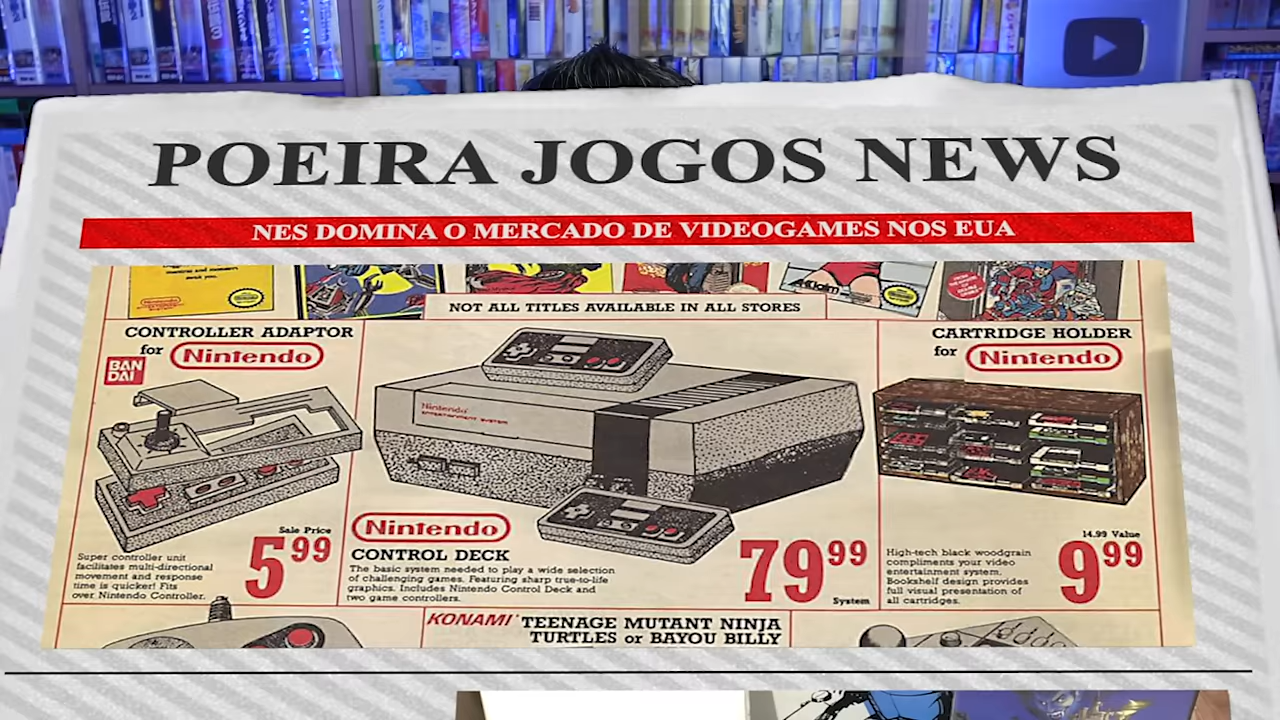 POEIRA JOGOS NEWS
NES DOMINA O MERCADO DE VIDEOGAMES NOS EUA
NOT ALL TITLES AVAILABLE IN ALL STORES
CONTROLLER ADAPTOR
for Nintendo
BAN
DAI
Sale Price
5 99
Super controller unit
facilitates multi-directional
movement and response
time is quicker! Fits
over Nintendo Controller.
Nintendo
ENTERTAINMENT SYSTEM
Nintendo
CONTROL DECK
The basic system needed to play a wide selection
of challenging games. Featuring sharp true-to-life
graphics. Includes Nintendo Control Deck and
two game controllers.
79 99
System
CARTRIDGE HOLDER
for Nintendo
14.99 Value
9 99
High-tech black woodgrain
compliments your video
entertainment system.
Bookshelf design provides
full visual presentation of
all cartridges.
KONAMI TEENAGE MUTANT NINJA
TURTLES or BAYOU BILLY